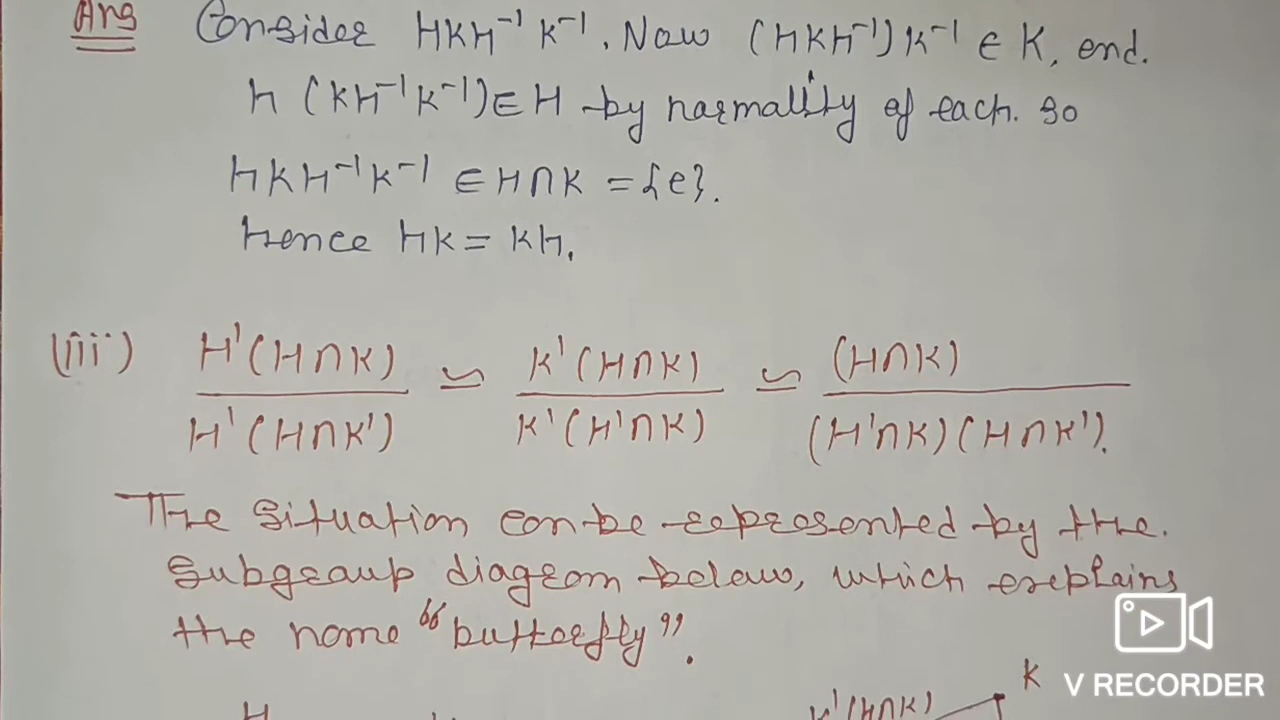 Ans Consider HKH⁻¹K⁻¹. Now (HKH⁻¹)K⁻¹ ∈ K, end.
h (KH⁻¹K⁻¹) ∈ H by normality of each. so
HKH⁻¹K⁻¹ ∈ H∩K = {e}.
Hence HK = KH.
(iii) H'(H∩K) / H'(H∩K') ≃ K'(H∩K) / K'(H'∩K) ≃ (H∩K) / (H'∩K)(H∩K').
The situation can be represented by the.
Subgroup diagram below, which explains
the name "butterfly".
H K'(H∩K) K
V RECORDER